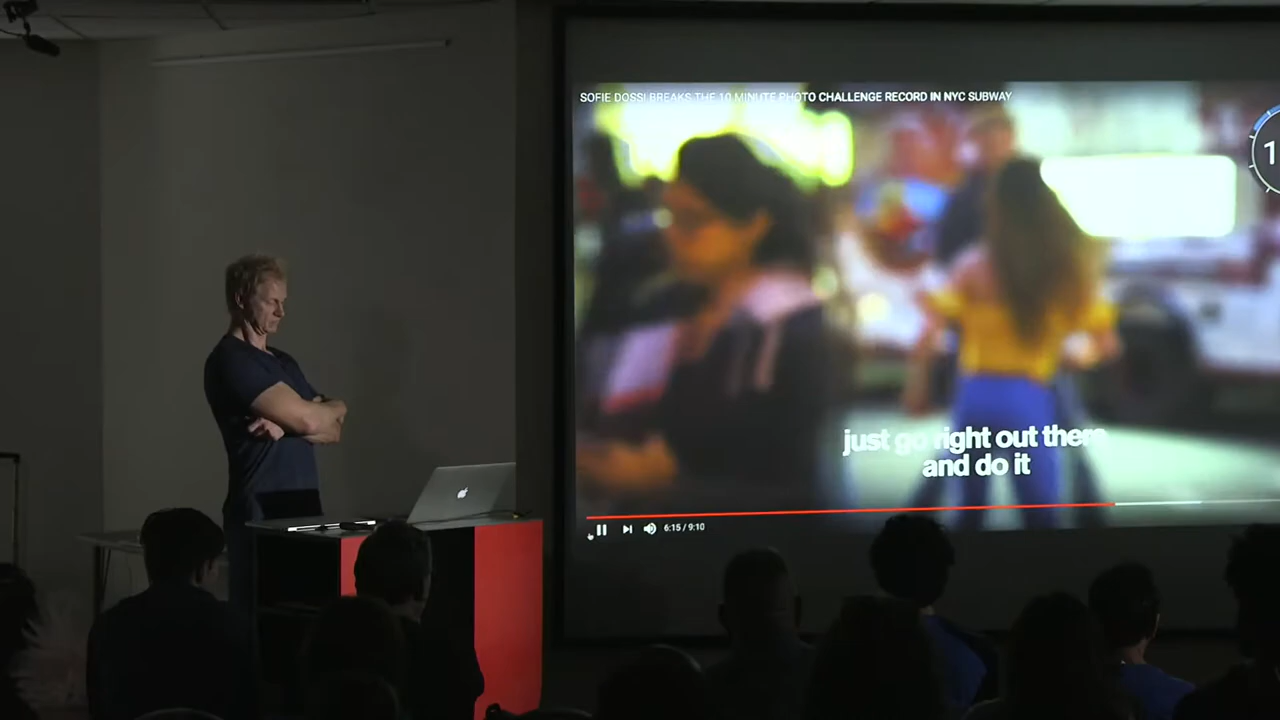 SOFIE DOSSI BREAKS THE 10 MINUTE PHOTO CHALLENGE RECORD IN NYC SUBWAY
just go right out there
and do it
6:15 / 9:10